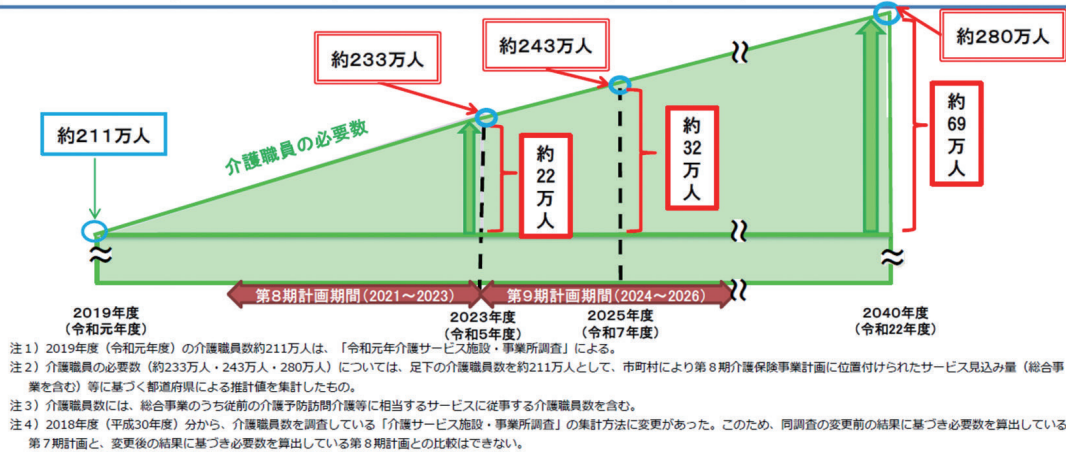 約280万人
約243万人
約233万人
約211万人
介護職員の必要数
約22万人
約32万人
約69万人
第8期計画期間(2021～2023)
第9期計画期間(2024～2026)
2019年度
(令和元年度)
2023年度
(令和5年度)
2025年度
(令和7年度)
2040年度
(令和22年度)
注1)2019年度(令和元年度)の介護職員数約211万人は、「令和元年介護サービス施設・事業所調査」による。
注2)介護職員の必要数(約233万人・243万人・280万人)については、足下の介護職員数を約211万人として、市町村により第8期介護保険事業計画に位置付けられたサービス見込み量(総合事
業を含む)等に基づく都道府県による推計値を集計したもの。
注3)介護職員数には、総合事業のうち従前の介護予防訪問介護等に相当するサービスに従事する介護職員数を含む。
注4)2018年度(平成30年度)分から、介護職員数を調査している「介護サービス施設・事業所調査」の集計方法に変更があった。このため、同調査の変更前の結果に基づき必要数を算出している
第7期計画と、変更後の結果に基づき必要数を算出している第8期計画との比較はできない。